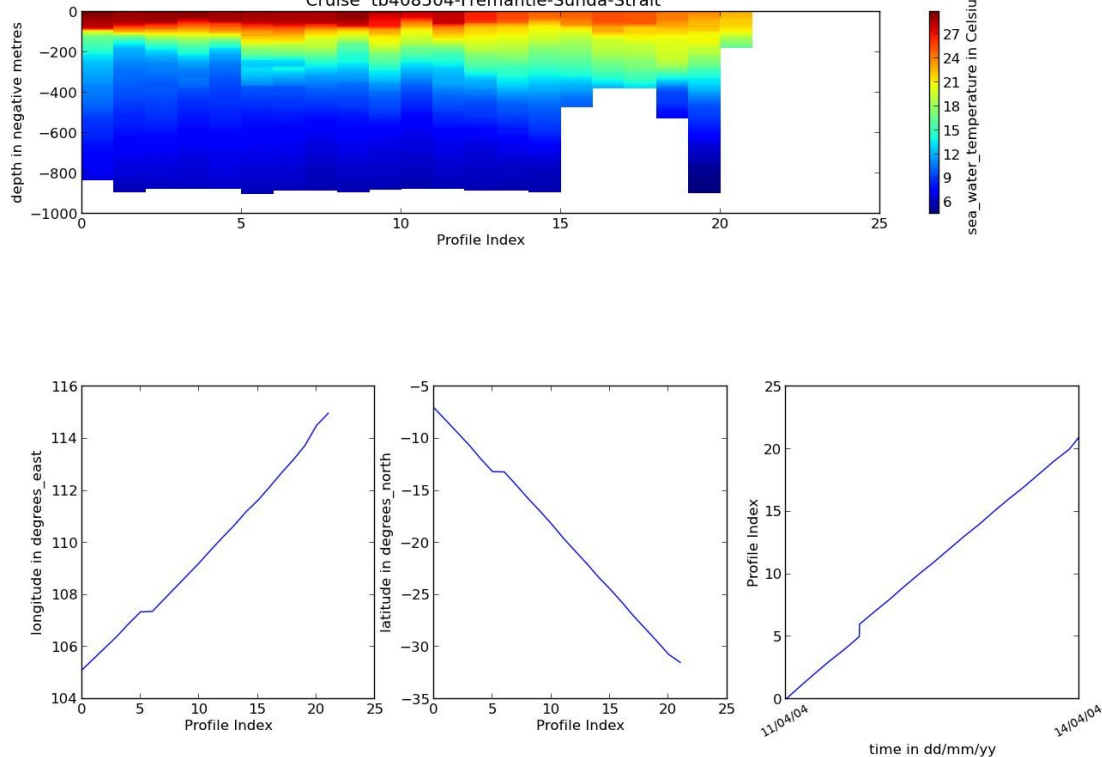 Cruise tb408504-Fremantle-Sunda-Strait
0
−200
−400
−600
−800
−1000
depth in negative metres
0 5 10 15 20 25
Profile Index
27
24
21
18
15
12
9
6
sea_water_temperature in Celsiu
116
114
112
110
108
106
104
longitude in degrees_east
0 5 10 15 20 25
Profile Index
−5
−10
−15
−20
−25
−30
−35
latitude in degrees_north
0 5 10 15 20 25
Profile Index
25
20
15
10
5
0
Profile Index
11/04/04 14/04/04
time in dd/mm/yy